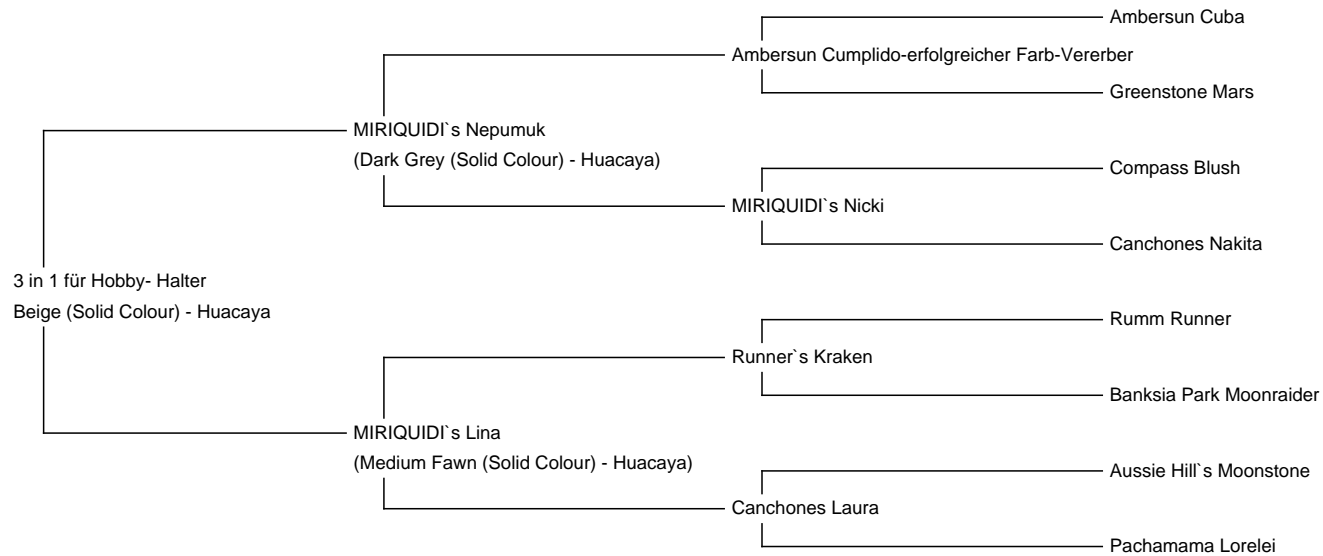 Ambersun Cuba
Ambersun Cumplido-erfolgreicher Farb-Vererber
Greenstone Mars
MIRIQUIDI`s Nepumuk
(Dark Grey (Solid Colour) - Huacaya)
Compass Blush
MIRIQUIDI`s Nicki
Canchones Nakita
3 in 1 für Hobby- Halter
Beige (Solid Colour) - Huacaya
Rumm Runner
Runner`s Kraken
Banksia Park Moonraider
MIRIQUIDI`s Lina
(Medium Fawn (Solid Colour) - Huacaya)
Aussie Hill`s Moonstone
Canchones Laura
Pachamama Lorelei